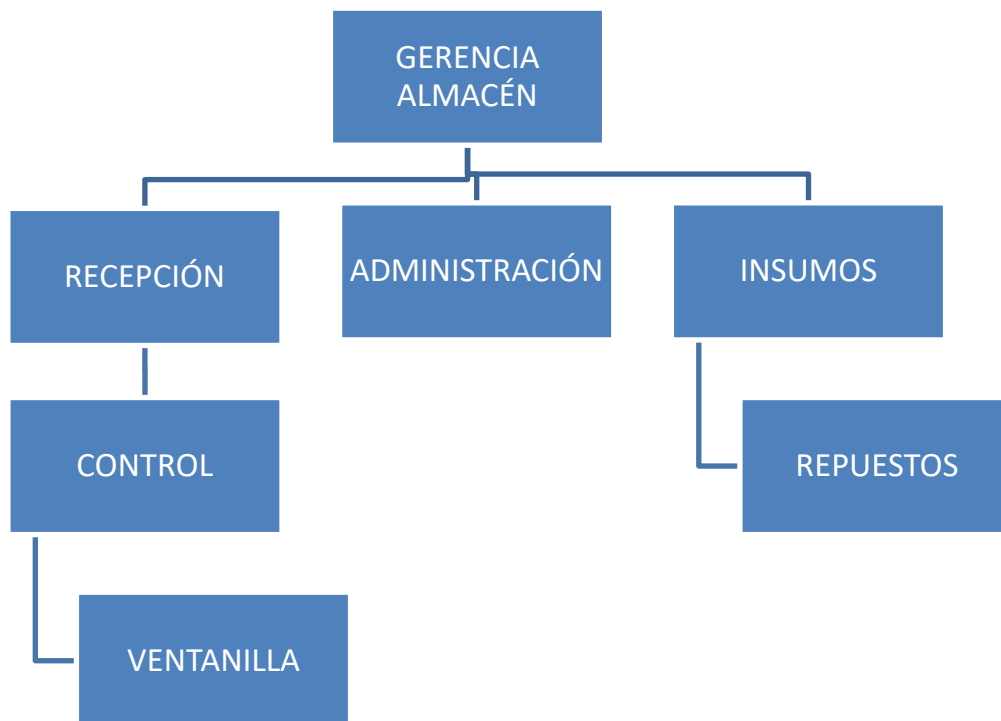 GERENCIA
ALMACÉN
RECEPCIÓN
ADMINISTRACIÓN
INSUMOS
CONTROL
REPUESTOS
VENTANILLA